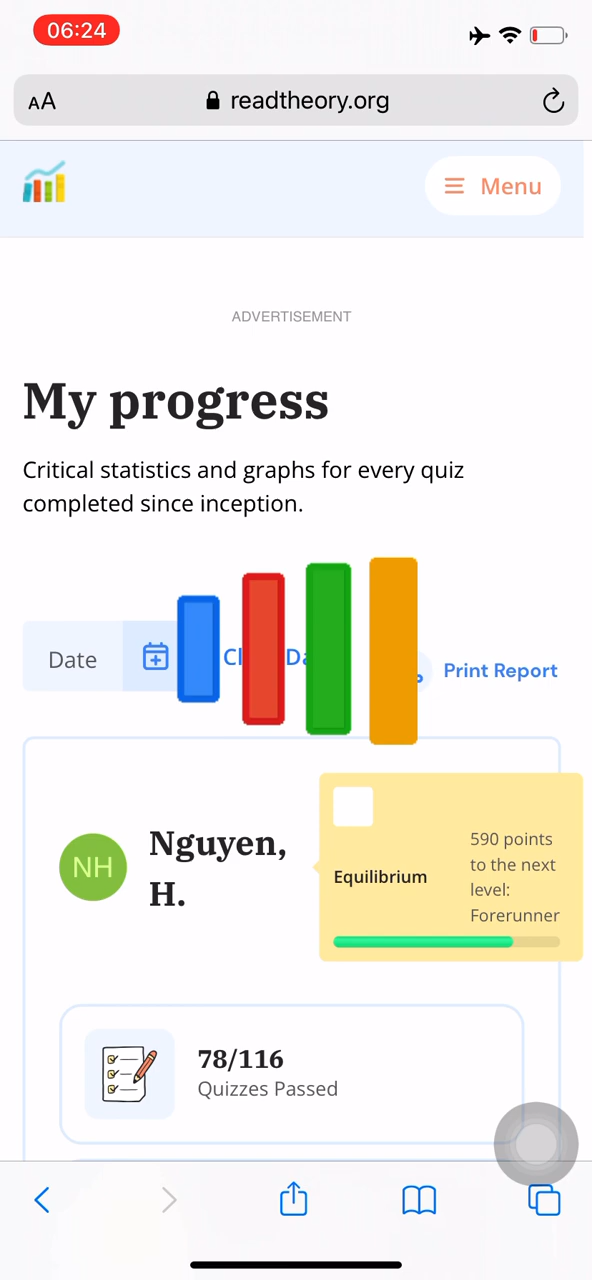 06:24
AA
readtheory.org
Menu
ADVERTISEMENT
My progress
Critical statistics and graphs for every quiz
completed since inception.
Date
Print Report
NH
Nguyen,
H.
Equilibrium
590 points
to the next
level:
Forerunner
78/116
Quizzes Passed